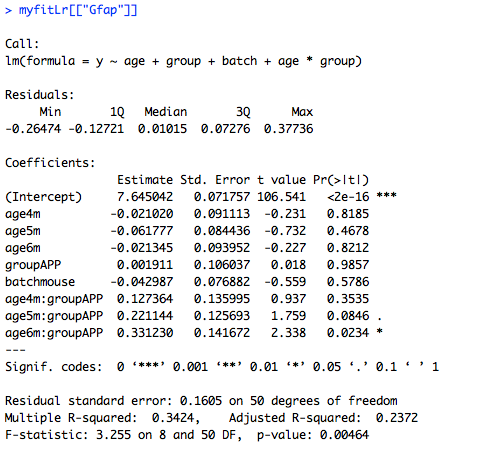 > myfitLr[["Gfap"]]
Call:
lm(formula = y ~ age + group + batch + age * group)
Residuals:
     Min       1Q   Median       3Q      Max
-0.26474 -0.12721  0.01015  0.07276  0.37736
Coefficients:
                Estimate Std. Error t value Pr(>|t|)
(Intercept)     7.645042   0.071757 106.541   <2e-16 ***
age4m          -0.021020   0.091113  -0.231   0.8185
age5m          -0.061777   0.084436  -0.732   0.4678
age6m          -0.021345   0.093952  -0.227   0.8212
groupAPP        0.001911   0.106037   0.018   0.9857
batchmouse     -0.042987   0.076882  -0.559   0.5786
age4m:groupAPP  0.127364   0.135995   0.937   0.3535
age5m:groupAPP  0.221144   0.125693   1.759   0.0846 .
age6m:groupAPP  0.331230   0.141672   2.338   0.0234 *
---
Signif. codes:  0 ‘***’ 0.001 ‘**’ 0.01 ‘*’ 0.05 ‘.’ 0.1 ‘ ’ 1
Residual standard error: 0.1605 on 50 degrees of freedom
Multiple R-squared:  0.3424,    Adjusted R-squared:  0.2372
F-statistic: 3.255 on 8 and 50 DF,  p-value: 0.00464